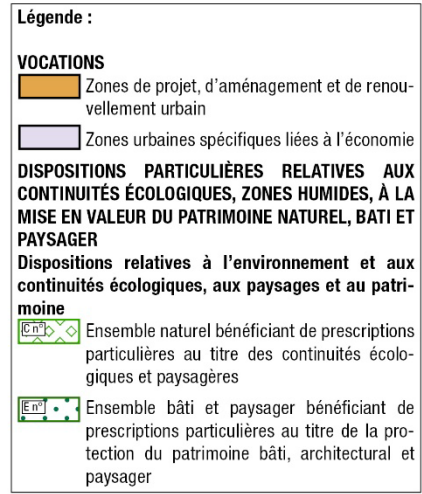 Légende :
VOCATIONS
Zones de projet, d'aménagement et de renou-
vellement urbain
Zones urbaines spécifiques liées à l'économie
DISPOSITIONS PARTICULIÈRES RELATIVES AUX
CONTINUITÉS ÉCOLOGIQUES, ZONES HUMIDES, À LA
MISE EN VALEUR DU PATRIMOINE NATUREL, BATI ET
PAYSAGER
Dispositions relatives à l'environnement et aux
continuités écologiques, aux paysages et au patri-
moine
C n° Ensemble naturel bénéficiant de prescriptions
particulières au titre des continuités écolo-
giques et paysagères
E n° Ensemble bâti et paysager bénéficiant de
prescriptions particulières au titre de la pro-
tection du patrimoine bâti, architectural et
paysager